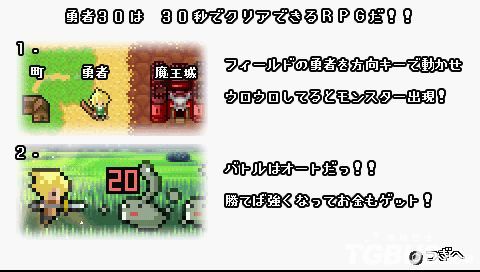 勇者30は 30秒でクリアできるRPGだ!!
1.
町 勇者 魔王城
フィールドの勇者を方向キーで動かせ
ウロウロしてるとモンスター出現!
2.
20
バトルはオートだっ!!
勝てば強くなってお金もゲット!
つぎへ